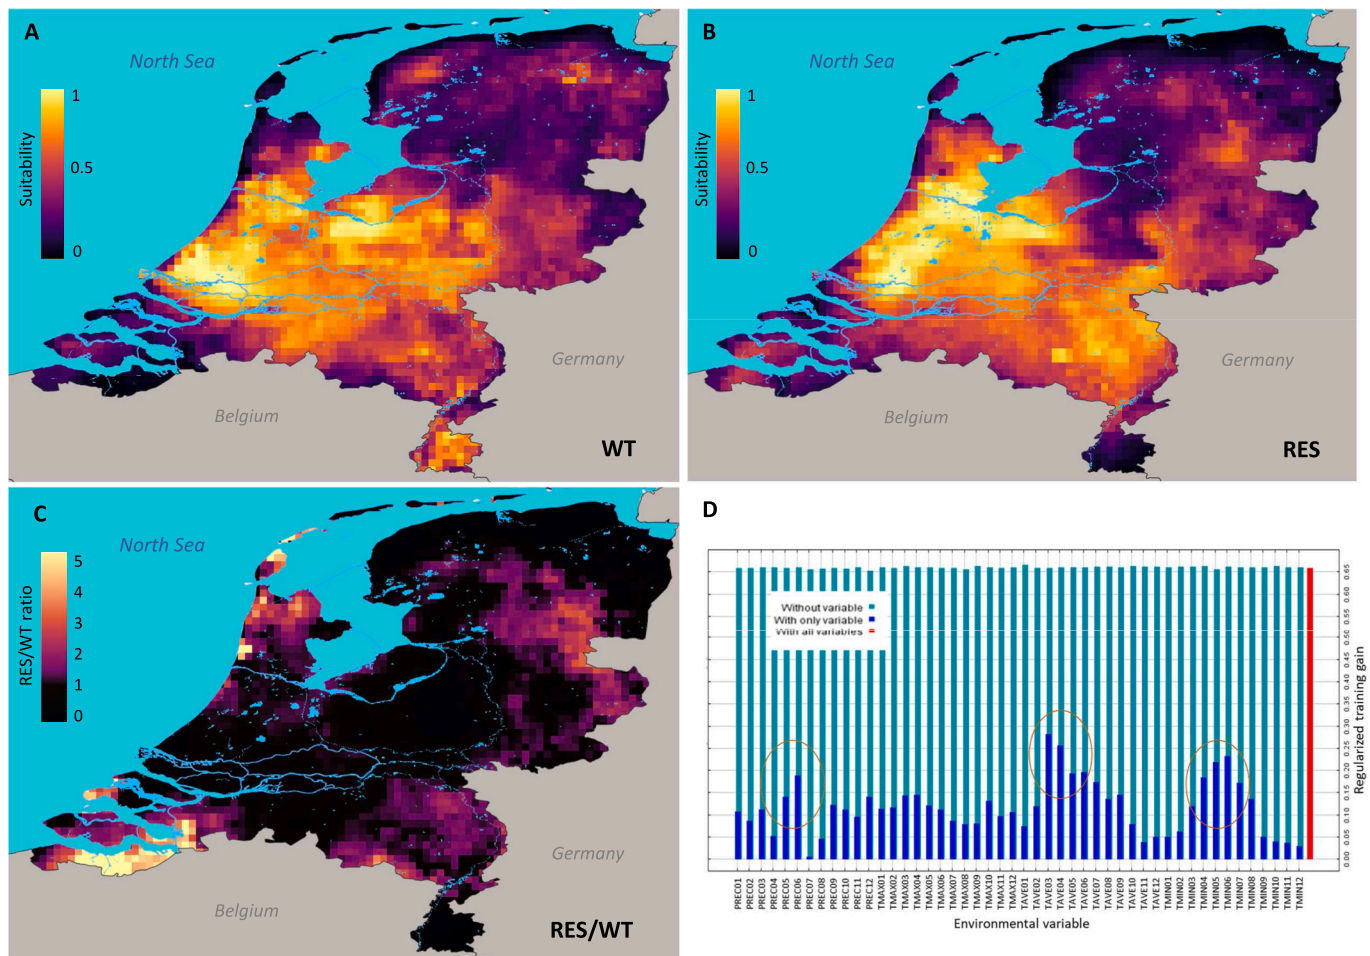 A
North Sea
Suitability
1
0.5
0
Germany
Belgium
WT
B
North Sea
Suitability
1
0.5
0
Germany
Belgium
RES
C
North Sea
RES/WT ratio
5
4
3
2
1
0
Germany
Belgium
RES/WT
D
Without variable
With only variable
With all variables
0.65
0.60
0.55
0.50
0.45
0.40
0.35
0.30
0.25
0.20
0.15
0.10
0.05
0.00
Regularized training gain
PREC01
PREC02
PREC03
PREC04
PREC05
PREC06
PREC07
PREC08
PREC09
PREC10
PREC11
PREC12
TMAX01
TMAX02
TMAX03
TMAX04
TMAX05
TMAX06
TMAX07
TMAX08
TMAX09
TMAX10
TMAX11
TMAX12
TAVE01
TAVE02
TAVE03
TAVE04
TAVE05
TAVE06
TAVE07
TAVE08
TAVE09
TAVE10
TAVE11
TAVE12
TMIN01
TMIN02
TMIN03
TMIN04
TMIN05
TMIN06
TMIN07
TMIN08
TMIN09
TMIN10
TMIN11
TMIN12
Environmental variable